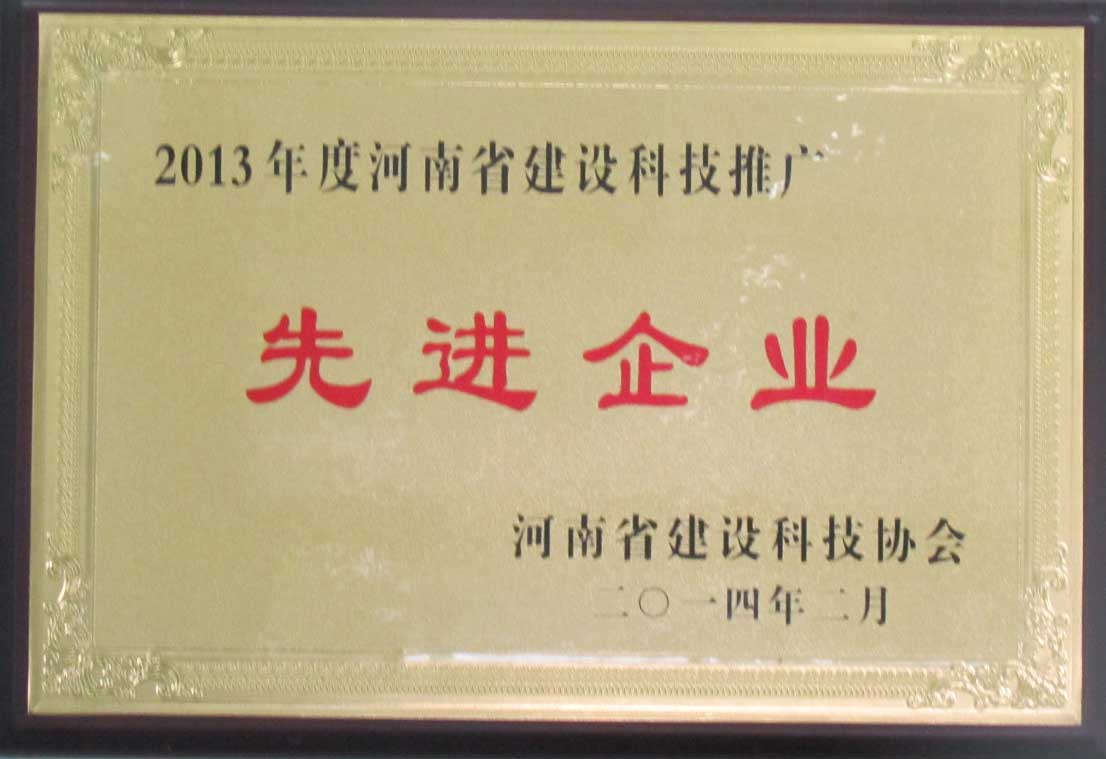 2013年度河南省建设科技推广
先进企业
河南省建设科技协会
二〇一四年二月